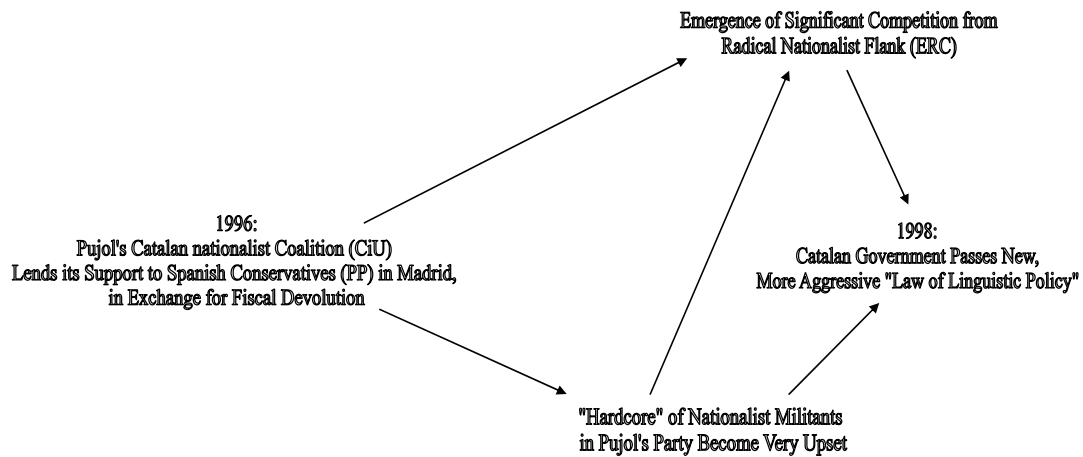 Emergence of Significant Competition from
Radical Nationalist Flank (ERC)
1996:
Pujol's Catalan nationalist Coalition (CiU)
Lends its Support to Spanish Conservatives (PP) in Madrid,
in Exchange for Fiscal Devolution
1998:
Catalan Government Passes New,
More Aggressive "Law of Linguistic Policy"
"Hardcore" of Nationalist Militants
in Pujol's Party Become Very Upset